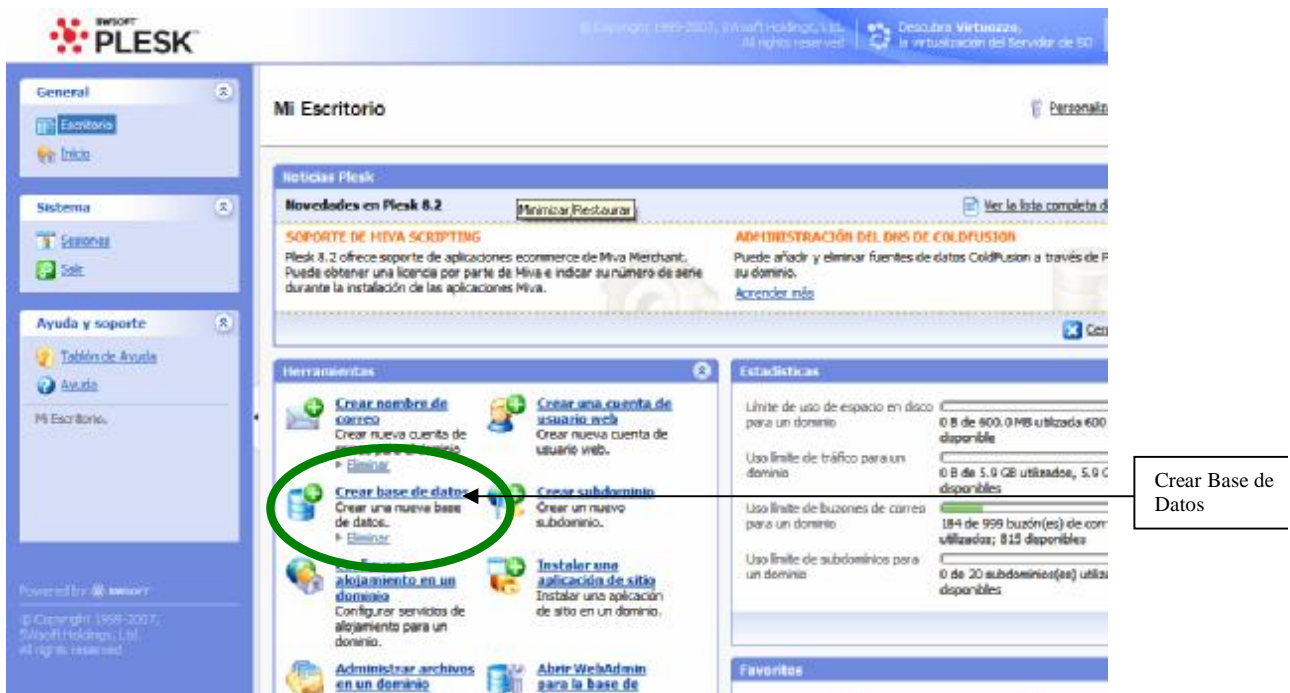 SWSOFT
PLESK
© Copyright 1999-2007, SWsoft Holdings, Ltd.
All rights reserved
Descubra Virtuozzo,
la virtualización del Servidor de SO
General
Escritorio
Inicio
Sistema
Sesiones
Salir
Ayuda y soporte
Tablón de Ayuda
Ayuda
Mi Escritorio.
Powered by SWSOFT
© Copyright 1999-2007,
SWsoft Holdings, Ltd.
All rights reserved
Mi Escritorio
Personaliza
Noticias Plesk
Novedades en Plesk 8.2
Minimizar/Restaurar
Ver la lista completa d
SOPORTE DE MIVA SCRIPTING
Plesk 8.2 ofrece soporte de aplicaciones ecommerce de Miva Merchant.
Puede obtener una licencia por parte de Miva e indicar su número de serie
durante la instalación de las aplicaciones Miva.
ADMINISTRACIÓN DEL DNS DE COLDFUSION
Puede añadir y eliminar fuentes de datos ColdFusion a través de P
su dominio.
Aprender más
Cerr
Herramientas
Crear nombre de
correo
Crear nueva cuenta de
correo para el dominio
Eliminar
Crear una cuenta de
usuario web
Crear nueva cuenta de
usuario web.
Crear base de datos
Crear una nueva base
de datos.
Eliminar
Crear subdominio
Crear un nuevo
subdominio.
Configurar
alojamiento en un
dominio
Configurar servicios de
alojamiento para un
dominio.
Instalar una
aplicación de sitio
Instalar una aplicación
de sitio en un dominio.
Administrar archivos
en un dominio
Abrir WebAdmin
para la base de
Estadísticas
Límite de uso de espacio en disco
para un dominio
0 B de 600.0 MB utilizada 600
disponible
Uso límite de tráfico para un
dominio
0 B de 5.9 GB utilizados, 5.9 G
disponibles
Uso límite de buzones de correo
para un dominio
184 de 999 buzón(es) de corr
utilizados; 815 disponibles
Uso límite de subdominios para
un dominio
0 de 20 subdominios(es) utiliza
disponibles
Favoritos
Crear Base de
Datos